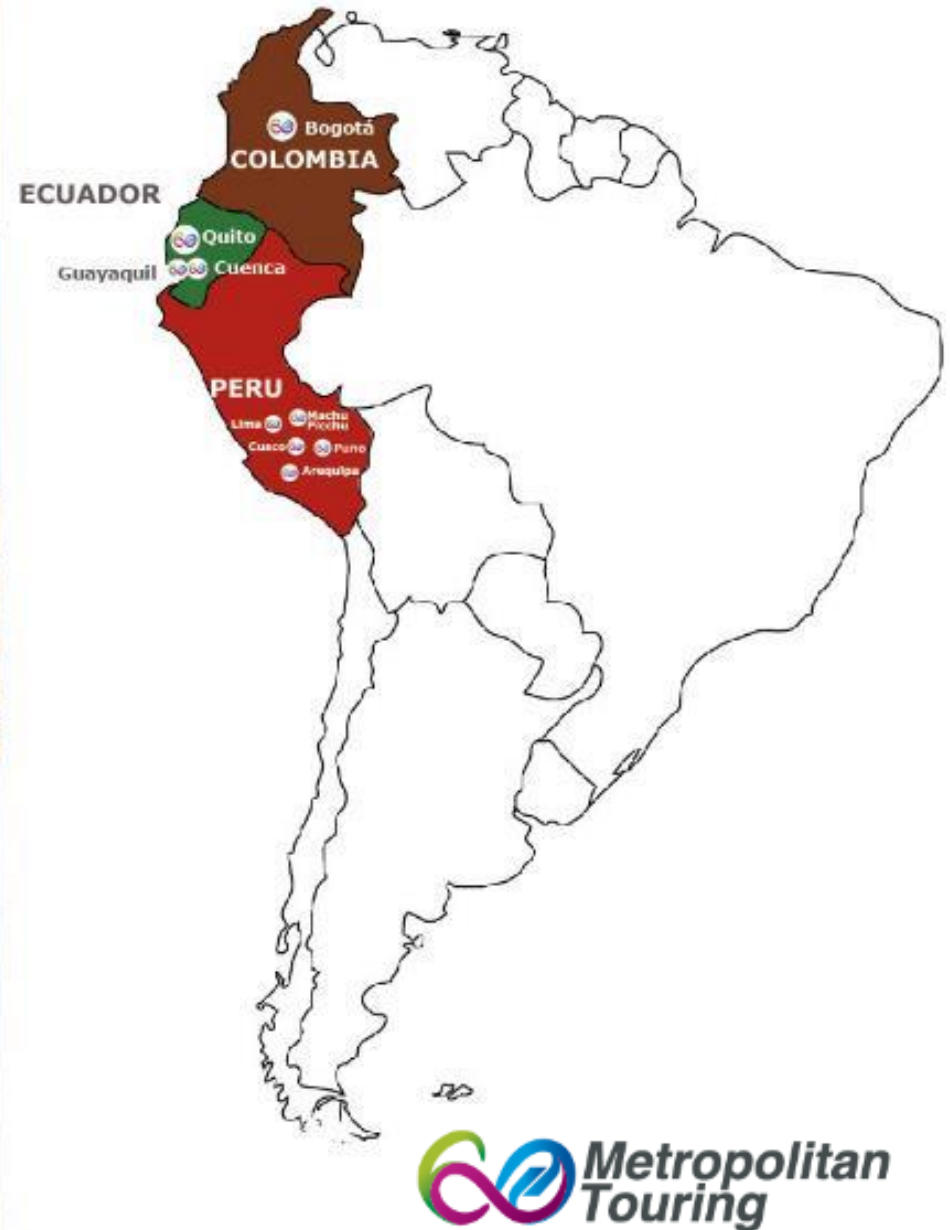 Bogotá
COLOMBIA
ECUADOR
Quito
Guayaquil
Cuenca
PERU
Lima
Machu
Picchu
Cusco
Puno
Arequipa
Metropolitan
Touring